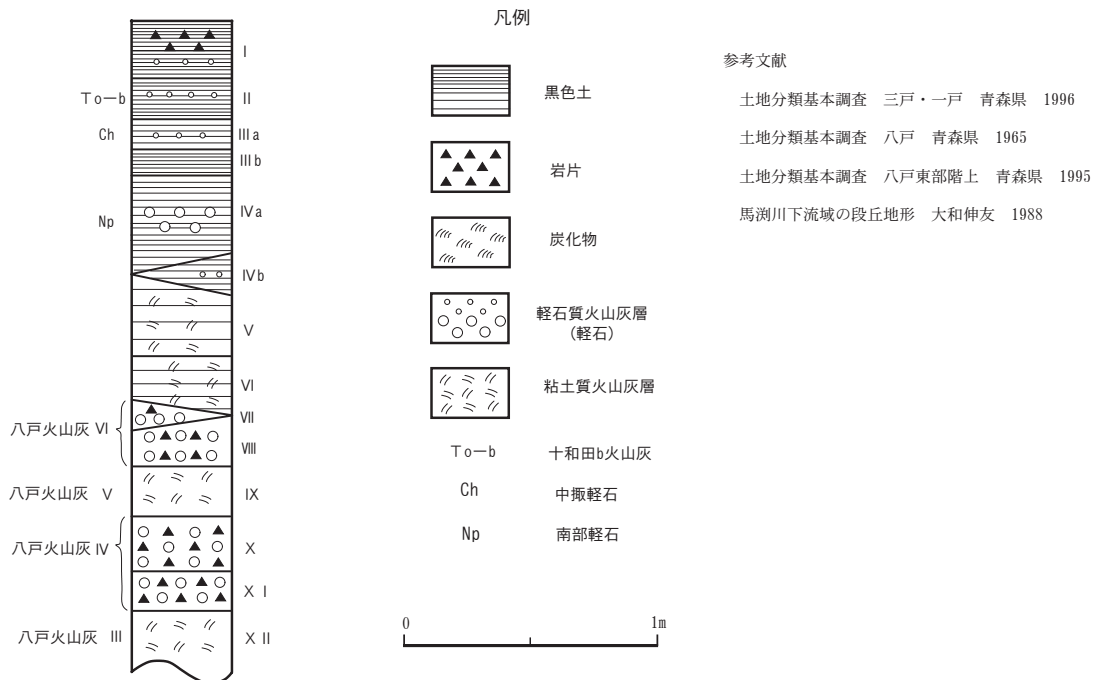 Ｔo―b
Ch
Np
八戸火山灰 Ⅵ
八戸火山灰 Ⅴ
八戸火山灰 Ⅳ
八戸火山灰 Ⅲ
Ⅰ
Ⅱ
Ⅲa
Ⅲb
Ⅳa
Ⅳb
Ⅴ
Ⅵ
Ⅶ
Ⅷ
Ⅸ
Ⅹ
ⅩⅠ
ⅩⅡ
凡例
黒色土
岩片
炭化物
軽石質火山灰層
（軽石）
粘土質火山灰層
Ｔo―b 十和田b火山灰
Ch 中掫軽石
Np 南部軽石
0 1m
参考文献
土地分類基本調査　三戸・一戸　青森県　1996
土地分類基本調査　八戸　青森県　1965
土地分類基本調査　八戸東部階上　青森県　1995
馬渕川下流域の段丘地形　大和伸友　1988